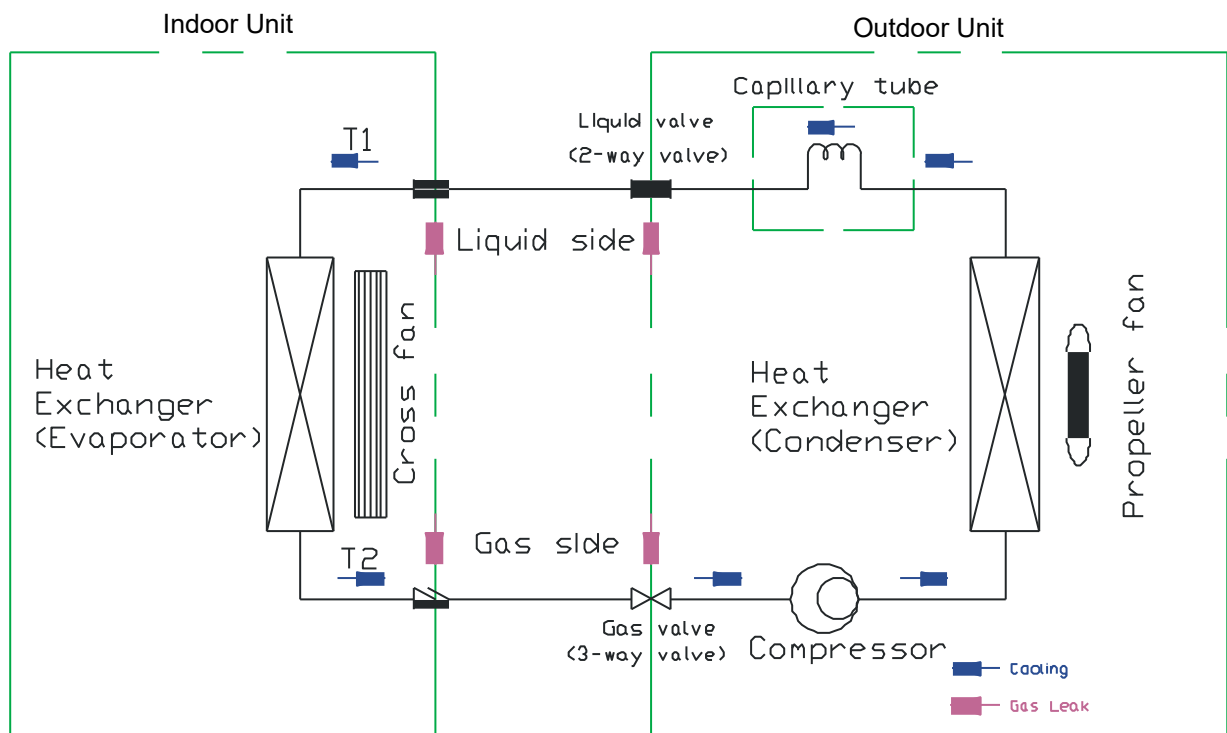 Indoor Unit
Outdoor Unit
Capillary tube
Liquid valve
(2-way valve)
T1
Liquid side
Cross fan
Heat
Exchanger
(Evaporator)
Heat
Exchanger
(Condenser)
Propeller fan
Gas side
T2
Gas valve
(3-way valve)
Compressor
Cooling
Gas Leak